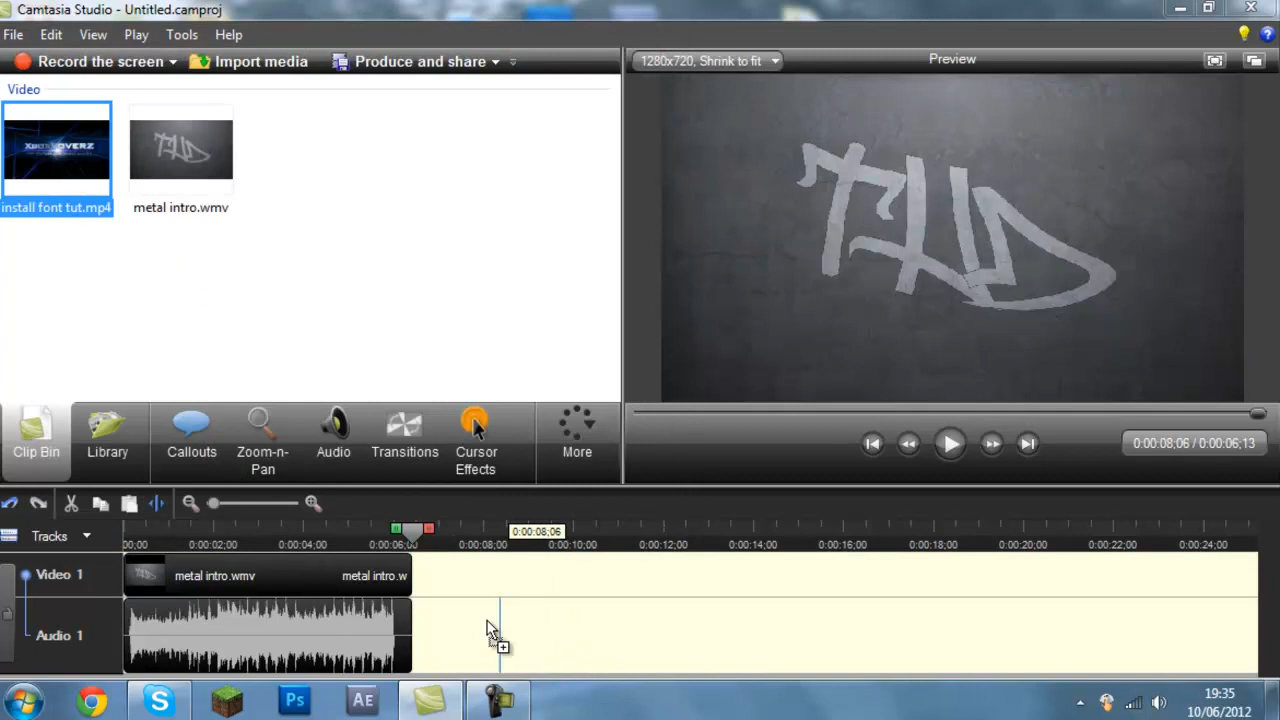 Camtasia Studio - Untitled.camproj
File Edit View Play Tools Help
Record the screen Import media Produce and share
1280x720, Shrink to fit Preview
Video
install font tut.mp4 metal intro.wmv
Clip Bin Library Callouts Zoom-n-Pan Audio Transitions Cursor Effects More
0:00:08;06 / 0:00:06;13
Tracks
0:00:08;06
00;00 0:00:02;00 0:00:04;00 0:00:06;00 0:00:08;00 0:00:10;00 0:00:12;00 0:00:14;00 0:00:16;00 0:00:18;00 0:00:20;00 0:00:22;00 0:00:24;00
Video 1 metal intro.wmv metal intro.w
Audio 1
Ps AE
19:35
10/06/2012